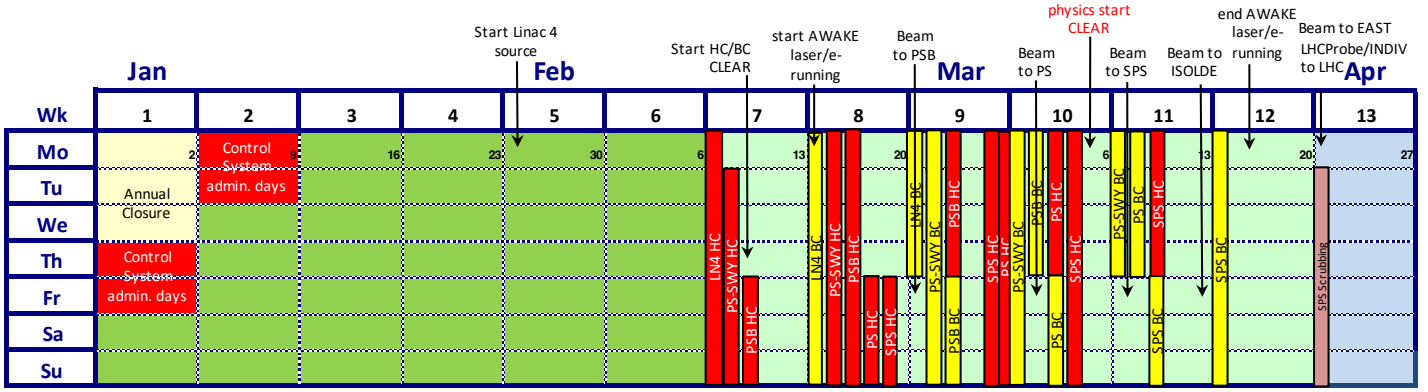 physics start
CLEAR
end AWAKE
laser/e-
running
Start Linac 4
source
start AWAKE
laser/e-
running
Beam
to PSB
Beam
to PS
Beam
to SPS
Beam to
ISOLDE
Beam to EAST
LHCProbe/INDIV
to LHC
Start HC/BC
CLEAR
Jan Feb Mar Apr
Wk 1 2 3 4 5 6 7 8 9 10 11 12 13
Mo 2 9 16 23 30 6 13 20 6 13 20 27
Tu
We
Th
Fr
Sa
Su
Annual
Closure
Control
System
admin. days
Control
System
admin. days
LN4 HC
PS-SWY HC
PSB HC
LN4 BC
PS-SWY HC
PSB HC
PS HC
SPS HC
LN4 BC
PS-SWY BC
PSB HC
PSB BC
SPS HC
PS HC
PS-SWY BC
PSB BC
PS HC
PS BC
SPS HC
PS-SWY BC
PS BC
SPS HC
SPS BC
SPS BC
SPS Scrubbing